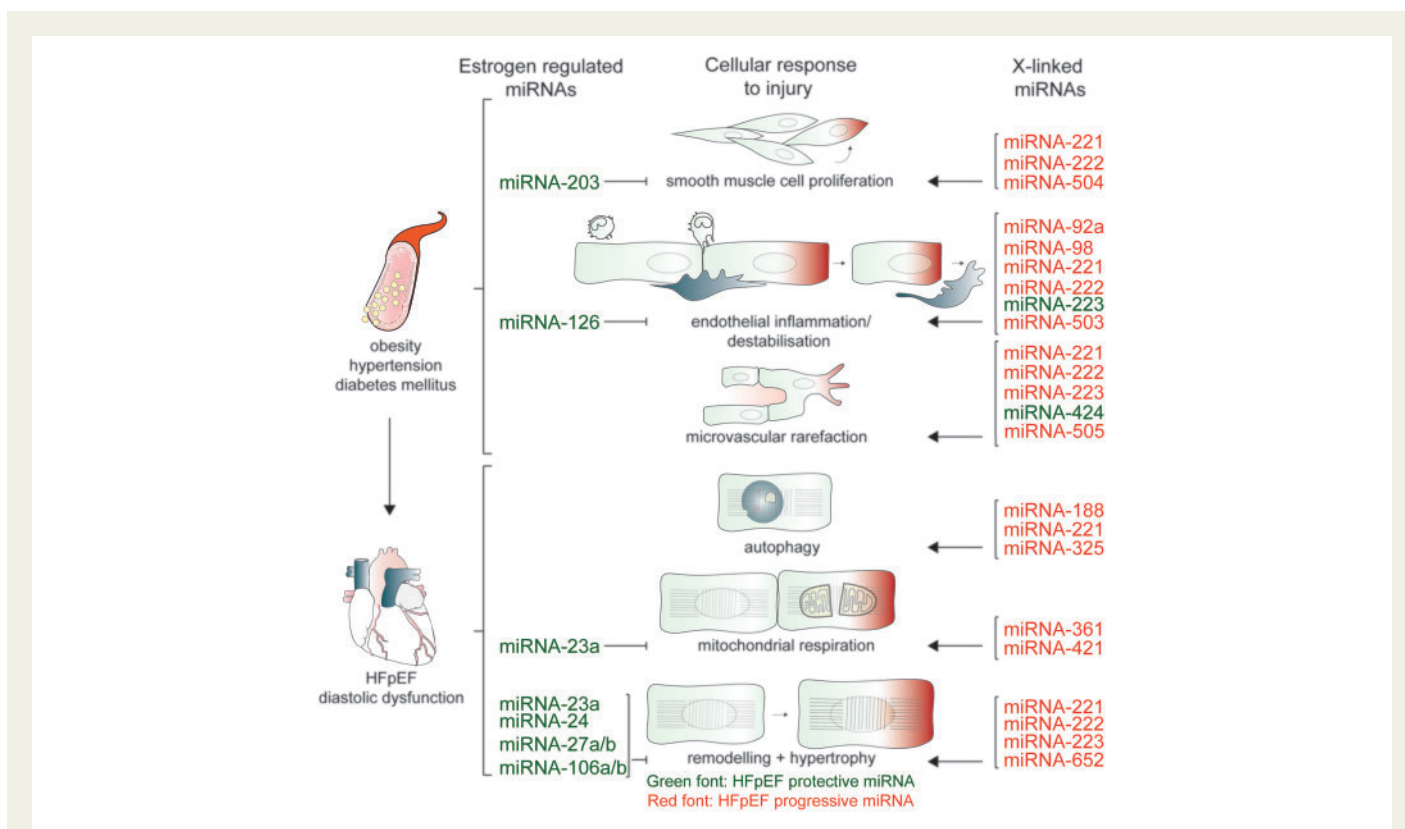 Estrogen regulated
miRNAs
Cellular response
to injury
X-linked
miRNAs
miRNA-203
smooth muscle cell proliferation
miRNA-221
miRNA-222
miRNA-504
obesity
hypertension
diabetes mellitus
miRNA-126
endothelial inflammation/
destabilisation
miRNA-92a
miRNA-98
miRNA-221
miRNA-222
miRNA-223
miRNA-503
microvascular rarefaction
miRNA-221
miRNA-222
miRNA-223
miRNA-424
miRNA-505
HFpEF
diastolic dysfunction
autophagy
miRNA-188
miRNA-221
miRNA-325
miRNA-23a
mitochondrial respiration
miRNA-361
miRNA-421
miRNA-23a
miRNA-24
miRNA-27a/b
miRNA-106a/b
remodelling + hypertrophy
miRNA-221
miRNA-222
miRNA-223
miRNA-652
Green font: HFpEF protective miRNA
Red font: HFpEF progressive miRNA